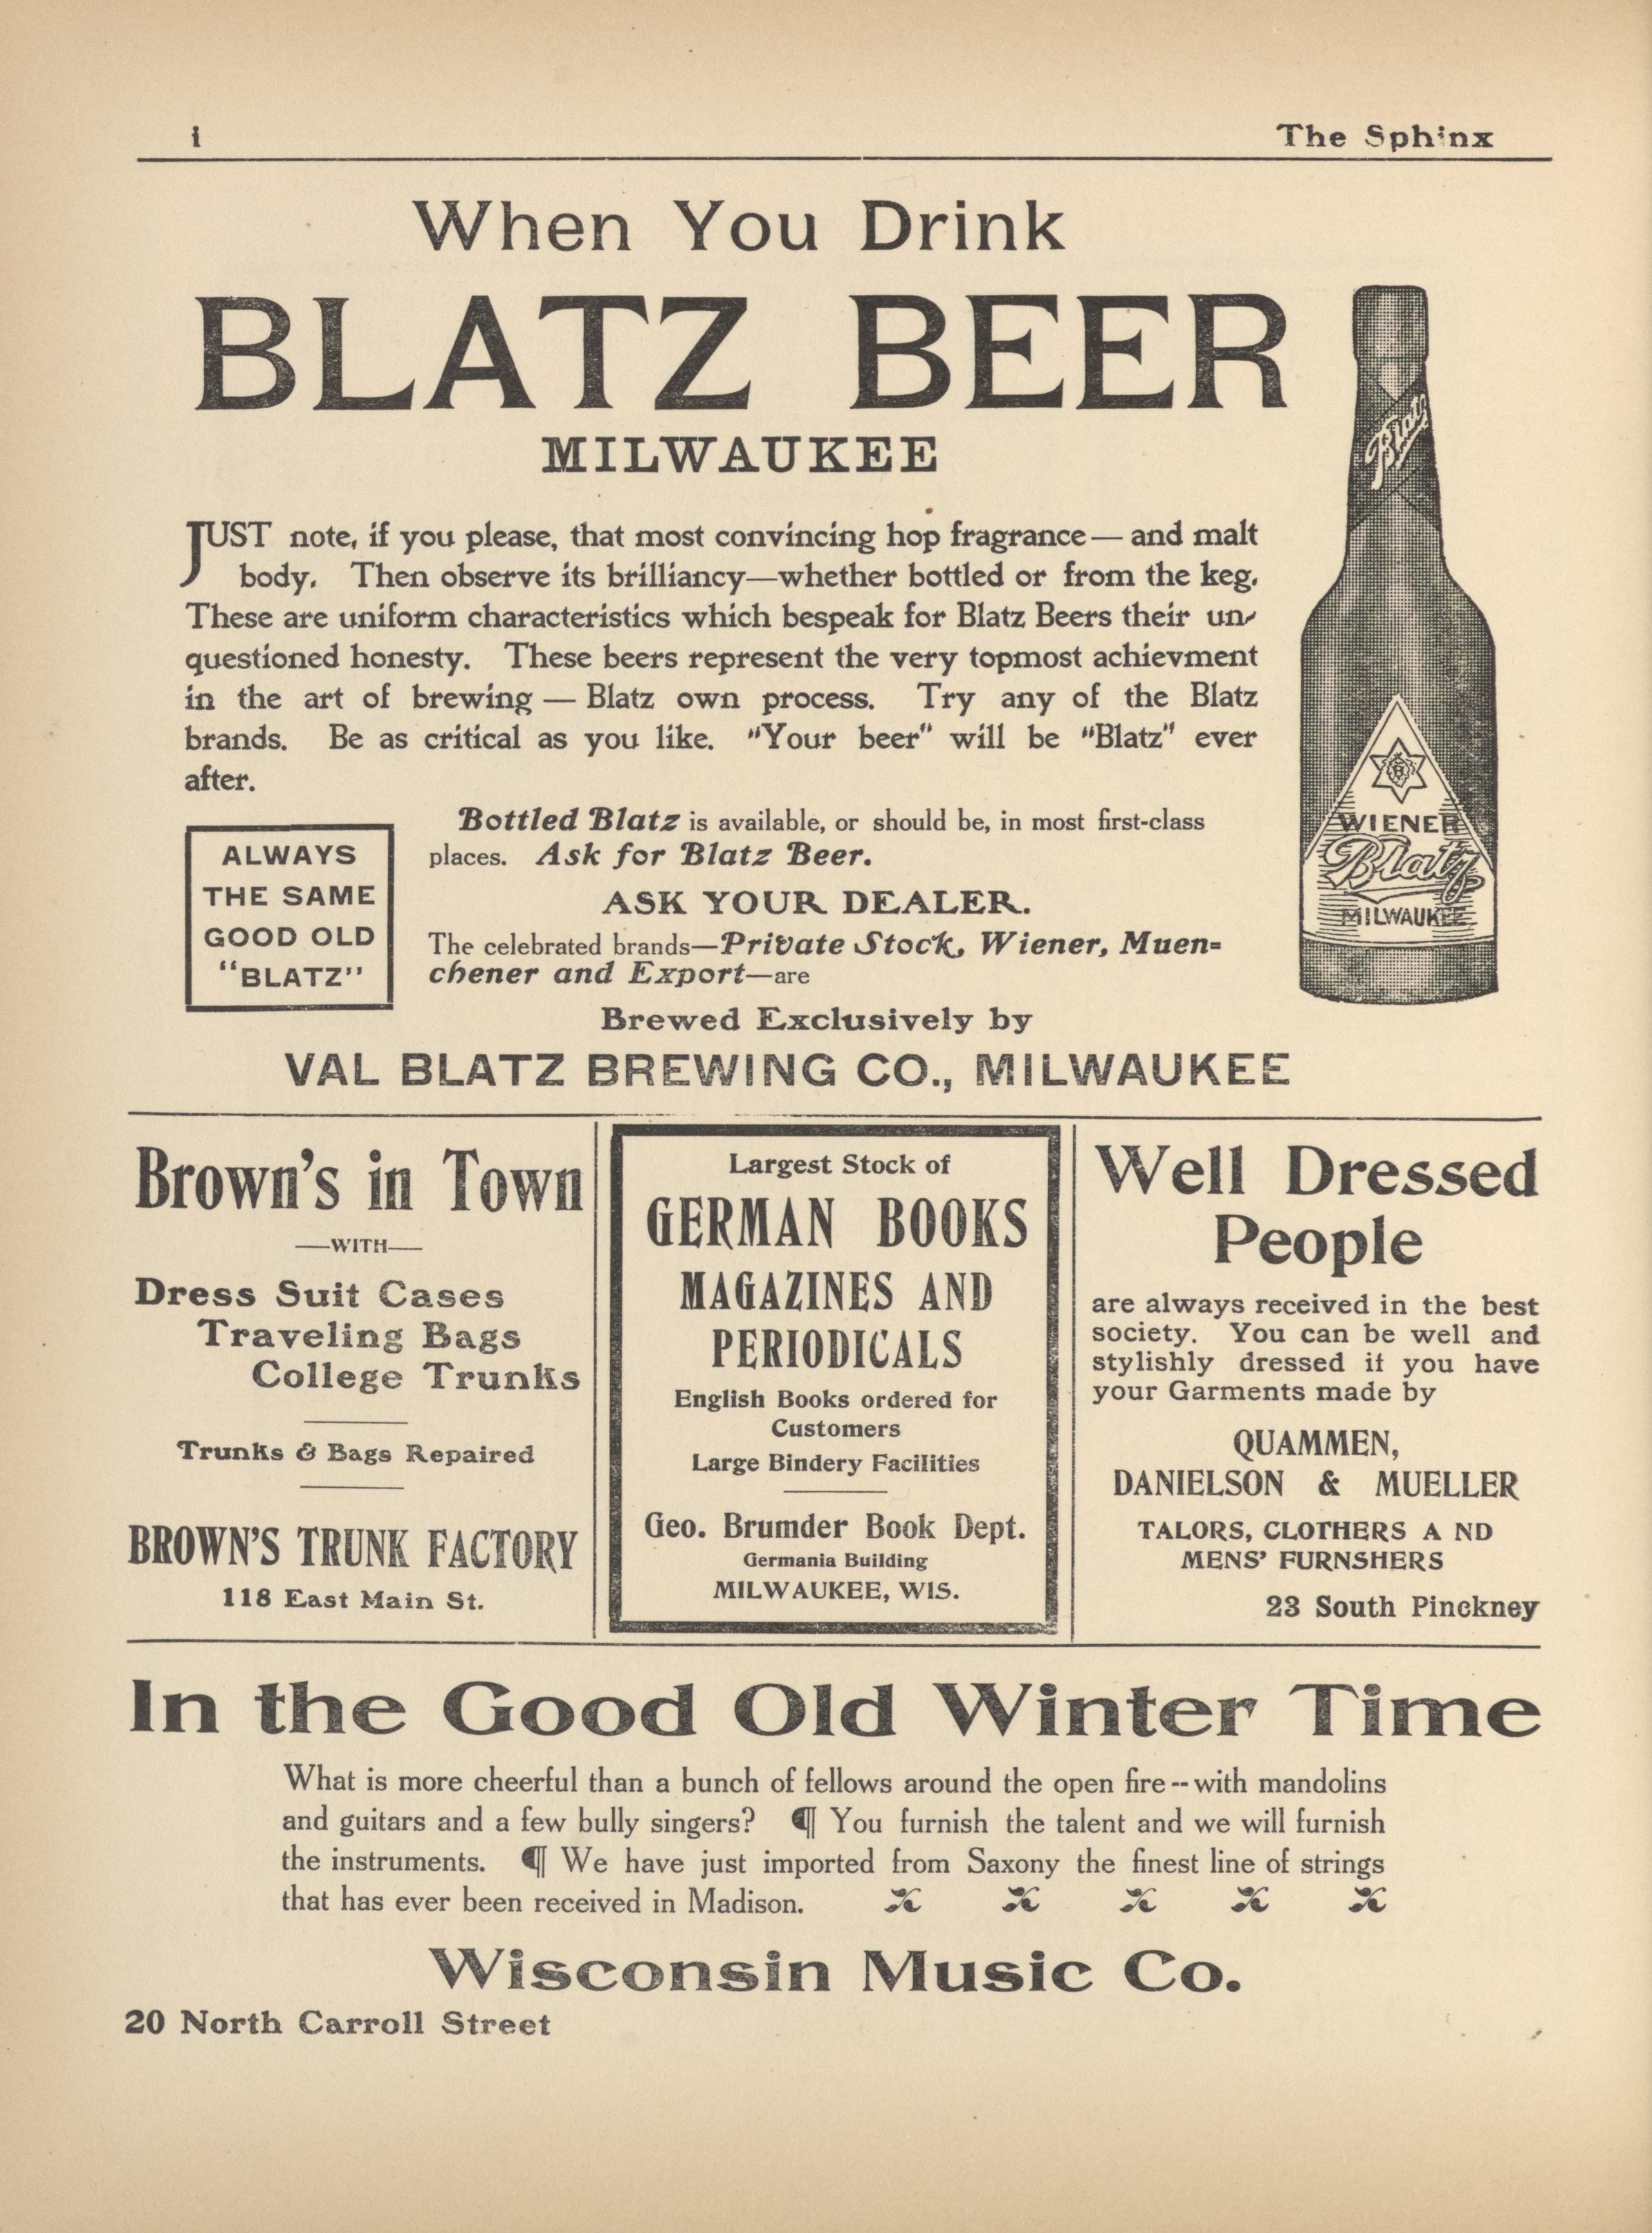 i
The Sphinx
When You Drink
BLATZ BEER
MILWAUKEE
JUST note, if you please, that most convincing hop fragrance — and malt
body. Then observe its brilliancy—whether bottled or from the keg.
These are uniform characteristics which bespeak for Blatz Beers their un-
questioned honesty. These beers represent the very topmost achievment
in the art of brewing — Blatz own process. Try any of the Blatz
brands. Be as critical as you like. "Your beer" will be "Blatz" ever
after.
Blatz
WIENER
Blatz
MILWAUKEE
ALWAYS
THE SAME
GOOD OLD
"BLATZ"
Bottled Blatz is available, or should be, in most first-class
places. Ask for Blatz Beer.
ASK YOUR DEALER.
The celebrated brands—Private Stock, Wiener, Muen=
chener and Export—are
Brewed Exclusively by
VAL BLATZ BREWING CO., MILWAUKEE
Brown's in Town
—WITH—
Dress Suit Cases
Traveling Bags
College Trunks
Trunks & Bags Repaired
BROWN'S TRUNK FACTORY
118 East Main St.
Largest Stock of
GERMAN BOOKS
MAGAZINES AND
PERIODICALS
English Books ordered for
Customers
Large Bindery Facilities
Geo. Brumder Book Dept.
Germania Building
MILWAUKEE, WIS.
Well Dressed
People
are always received in the best
society. You can be well and
stylishly dressed if you have
your Garments made by
QUAMMEN,
DANIELSON & MUELLER
TALORS, CLOTHERS A ND
MENS' FURNSHERS
23 South Pinckney
In the Good Old Winter Time
What is more cheerful than a bunch of fellows around the open fire -- with mandolins
and guitars and a few bully singers? ¶ You furnish the talent and we will furnish
the instruments. ¶ We have just imported from Saxony the finest line of strings
that has ever been received in Madison.
Wisconsin Music Co.
20 North Carroll Street